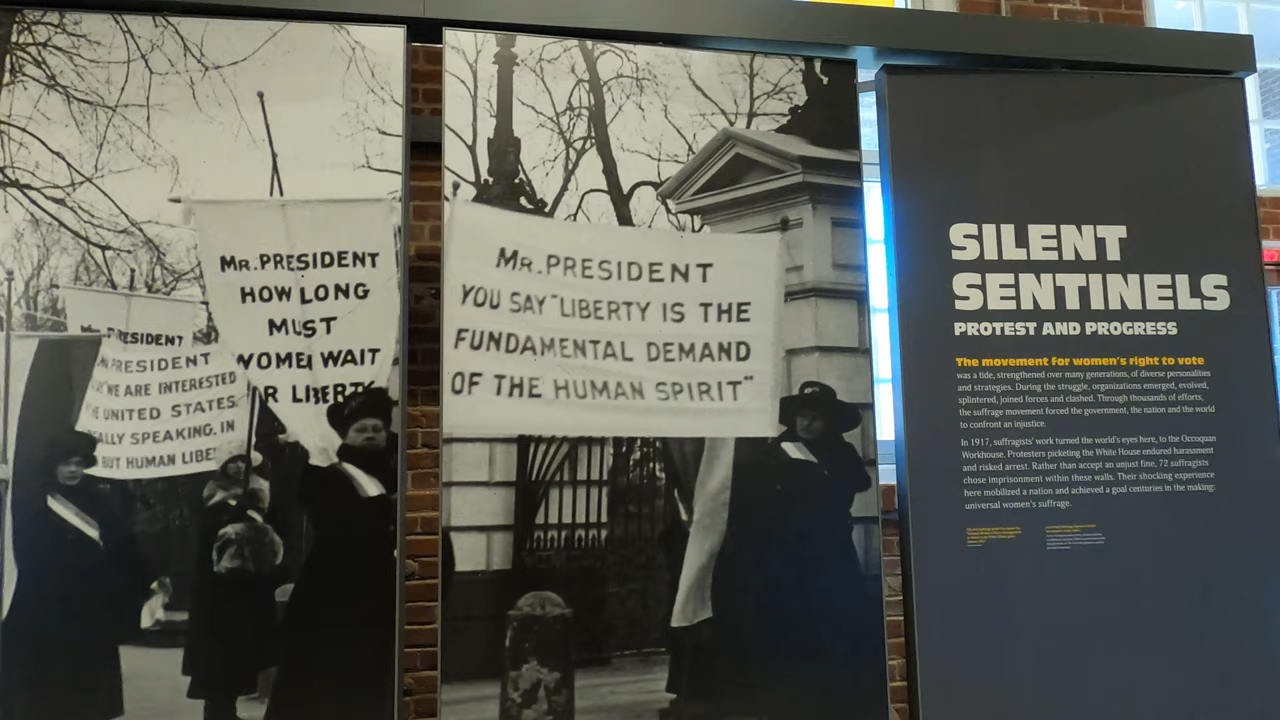 MR. PRESIDENT
MR. PRESIDENT
HOW LONG
MUST
WOMEN WAIT
OR LIBERTY
PRESIDENT
WE ARE INTERESTED
UNITED STATES
ALLY SPEAKING, IN
BUT HUMAN LIBE
MR. PRESIDENT
YOU SAY "LIBERTY IS THE
FUNDAMENTAL DEMAND
OF THE HUMAN SPIRIT"
SILENT
SENTINELS
PROTEST AND PROGRESS
The movement for women's right to vote
was a tide, strengthened over many generations, of diverse personalities
and strategies. During the struggle, organizations emerged, evolved,
splintered, joined forces and clashed. Through thousands of efforts,
the suffrage movement forced the government, the nation and the world
to confront an injustice.
In 1917, suffragists' work turned the world's eyes here, to the Occoquan
Workhouse. Protesters picketing the White House endured harassment
and risked arrest. Rather than accept an unjust fine, 72 suffragists
chose imprisonment within these walls. Their shocking experience
here mobilized a nation and achieved a goal centuries in the making:
universal women's suffrage.